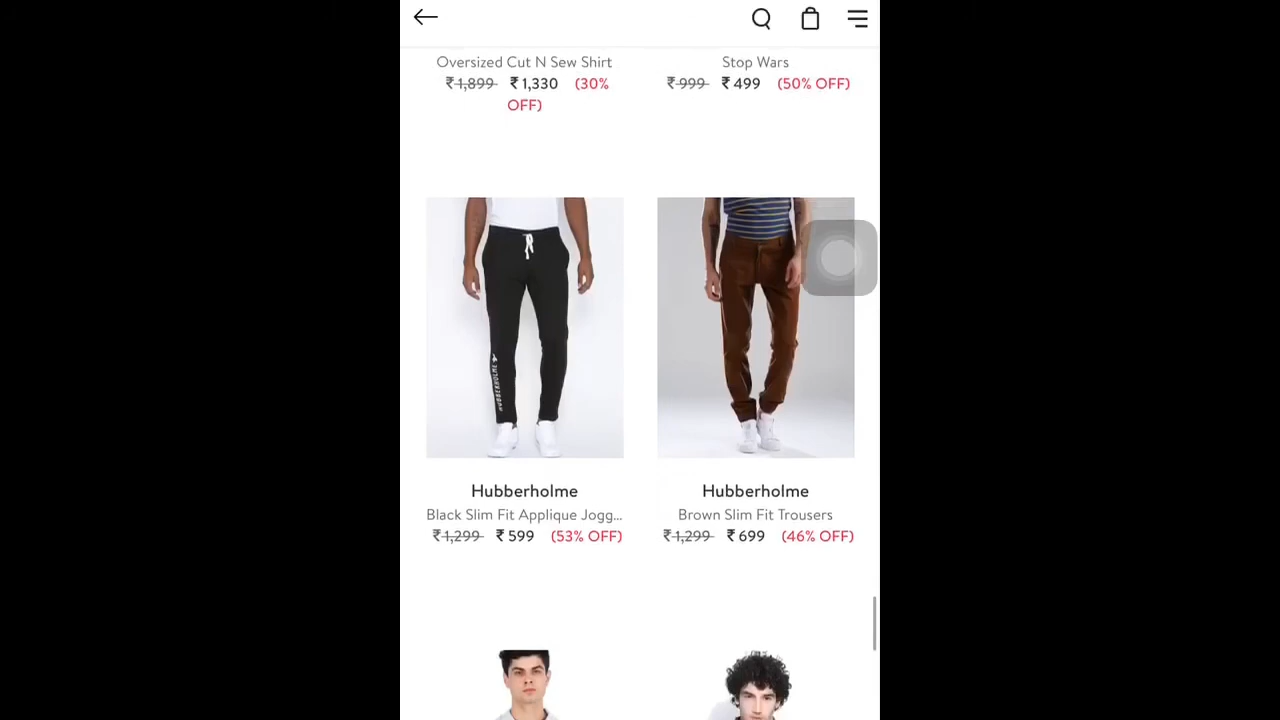 Oversized Cut N Sew Shirt
₹ 1,899 ₹ 1,330 (30%
OFF)
Stop Wars
₹ 999 ₹ 499 (50% OFF)
HUBBERHOLME
Hubberholme
Black Slim Fit Applique Jogg...
₹ 1,299 ₹ 599 (53% OFF)
Hubberholme
Brown Slim Fit Trousers
₹ 1,299 ₹ 699 (46% OFF)